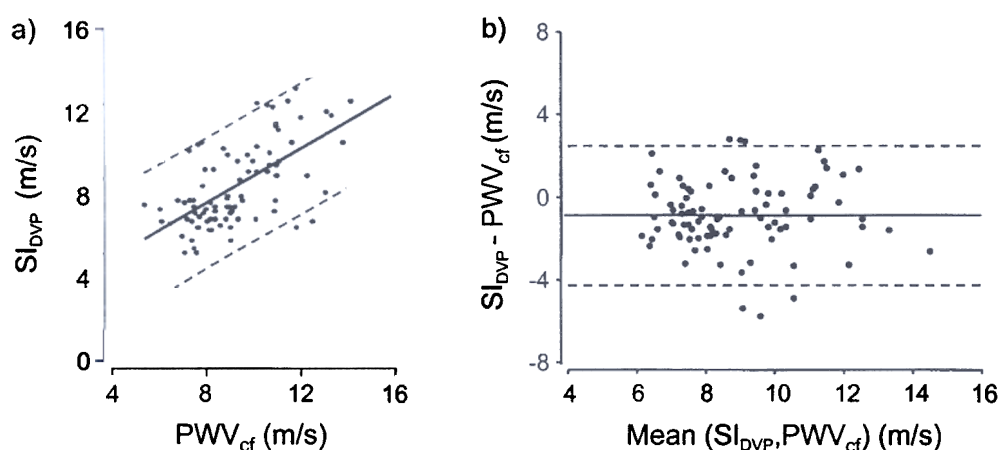 a)
16
12
8
4
0
SI_DVP (m/s)
4 8 12 16
PWV_cf (m/s)
b)
8
4
0
-4
-8
SI_DVP - PWV_cf (m/s)
4 6 8 10 12 14 16
Mean (SI_DVP,PWV_cf) (m/s)